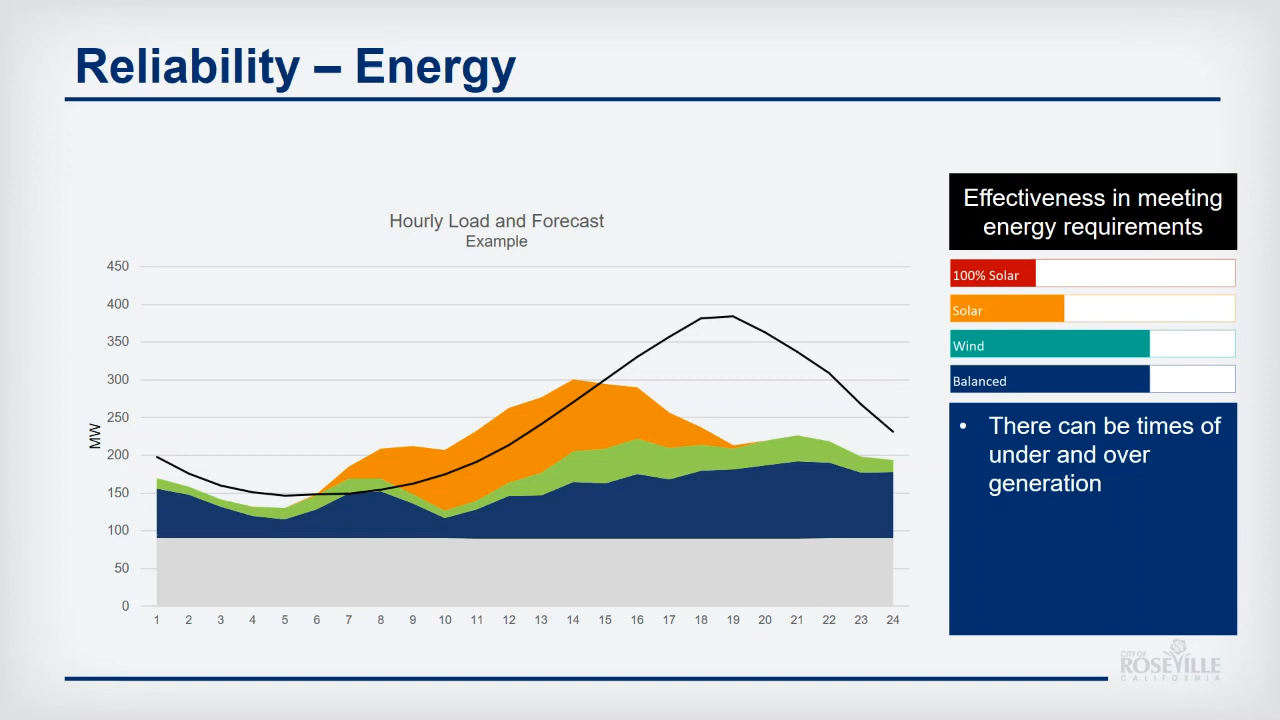 Reliability – Energy
Hourly Load and Forecast
Example
450
400
350
300
250
200
150
100
50
0
MW
1 2 3 4 5 6 7 8 9 10 11 12 13 14 15 16 17 18 19 20 21 22 23 24
Effectiveness in meeting
energy requirements
100% Solar
Solar
Wind
Balanced
• There can be times of
under and over
generation
CITY OF
ROSEVILLE
CALIFORNIA